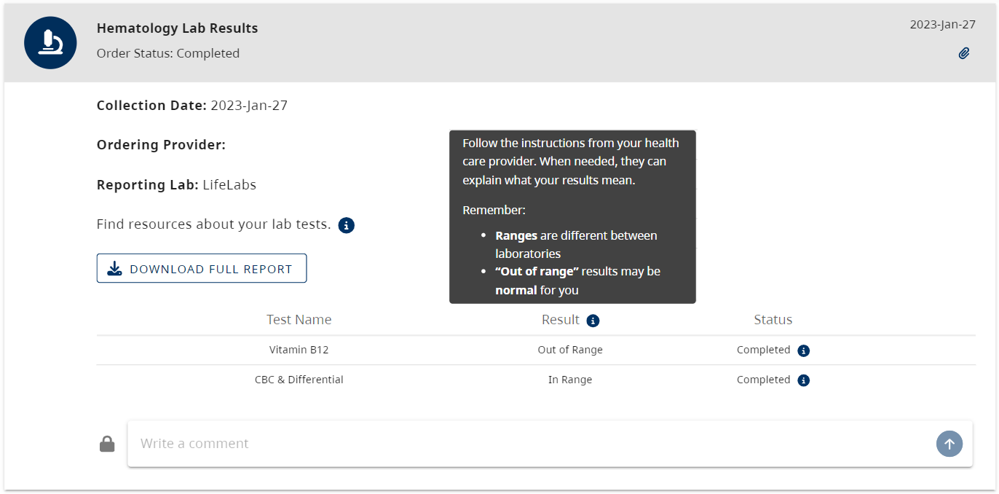 Hematology Lab Results
2023-Jan-27
Order Status: Completed
Collection Date: 2023-Jan-27
Ordering Provider:
Reporting Lab: LifeLabs
Find resources about your lab tests.
DOWNLOAD FULL REPORT
Follow the instructions from your health
care provider. When needed, they can
explain what your results mean.
Remember:
• Ranges are different between
laboratories
• “Out of range” results may be
normal for you
Test Name Result Status
Vitamin B12 Out of Range Completed
CBC & Differential In Range Completed
Write a comment